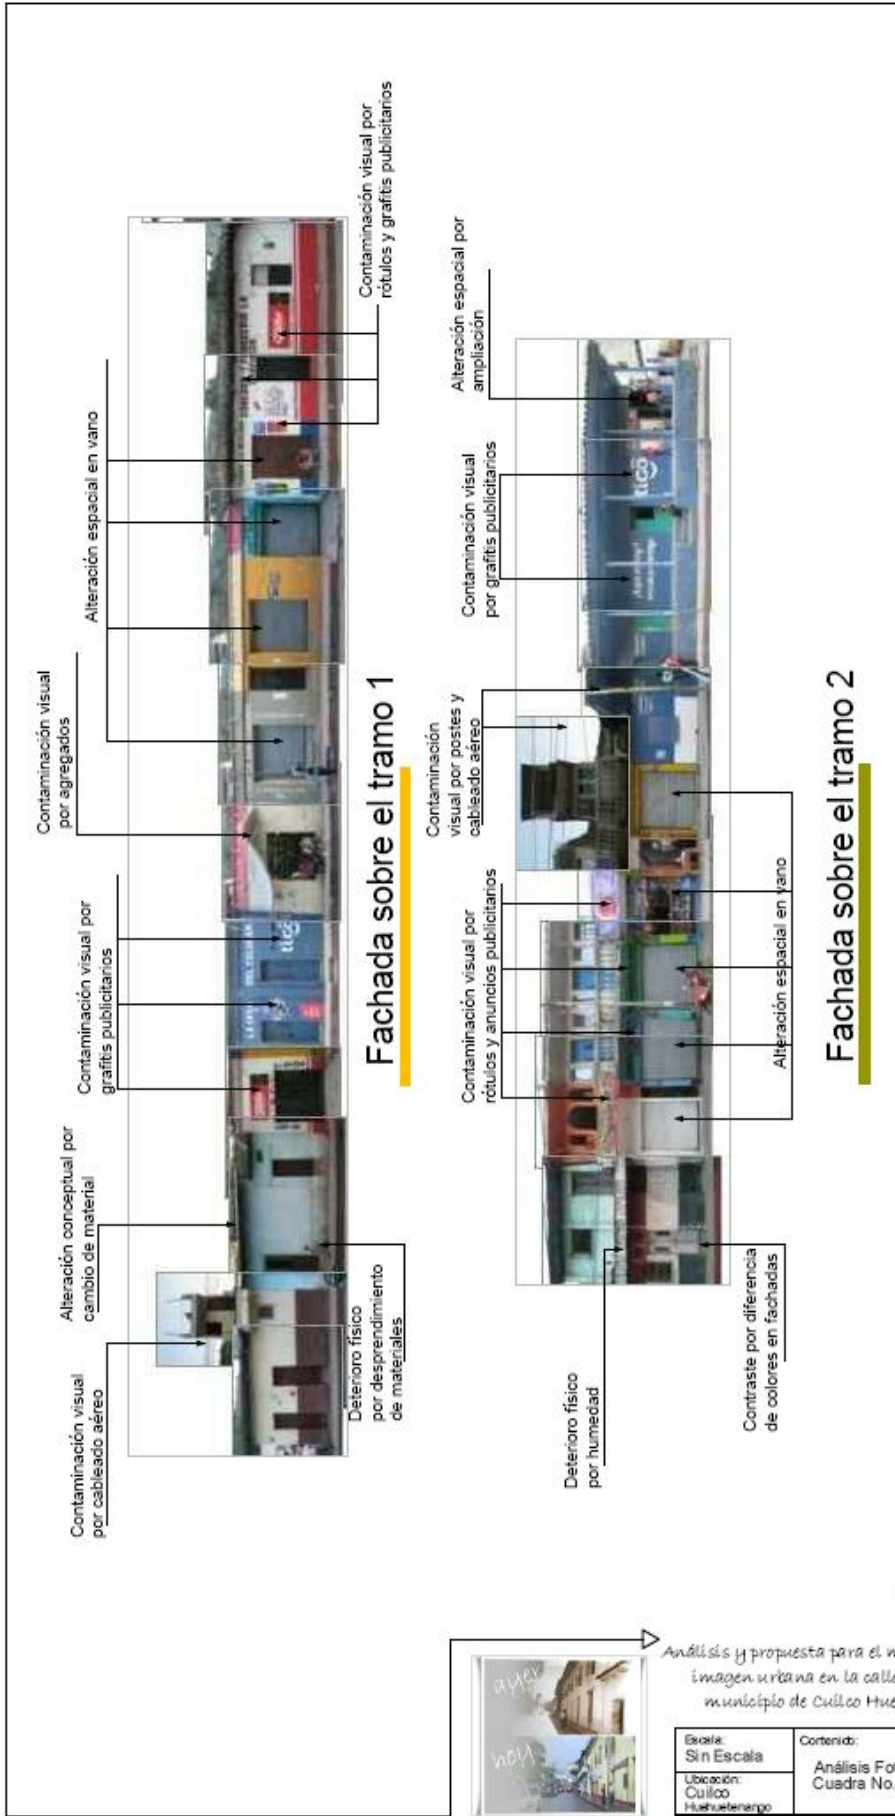 Contaminación visual
por cableado aéreo
Alteración conceptual por
cambio de material
Contaminación visual por
grafitis publicitarios
Contaminación visual
por agregados
Alteración espacial en vano
Contaminación visual por
rótulos y grafitis publicitarios
Deterioro físico
por desprendimiento
de materiales
tigo
Fachada sobre el tramo 1
Deterioro físico
por humedad
Contaminación visual por
rótulos y anuncios publicitarios
Contaminación
visual por postes y
cableado aéreo
Contaminación visual
por grafitis publicitarios
Alteración espacial por
ampliación
tigo
Contraste por diferencia
de colores en fachadas
Alteración espacial en vano
Fachada sobre el tramo 2
ayer
hoy
Análisis y propuesta para el m
imagen urbana en la calle
municipio de Cuilco Hue
Escala:
Sin Escala
Ubicación:
Cuilco
Huehuetenango
Contenido:
Análisis Fo
Cuadra No.